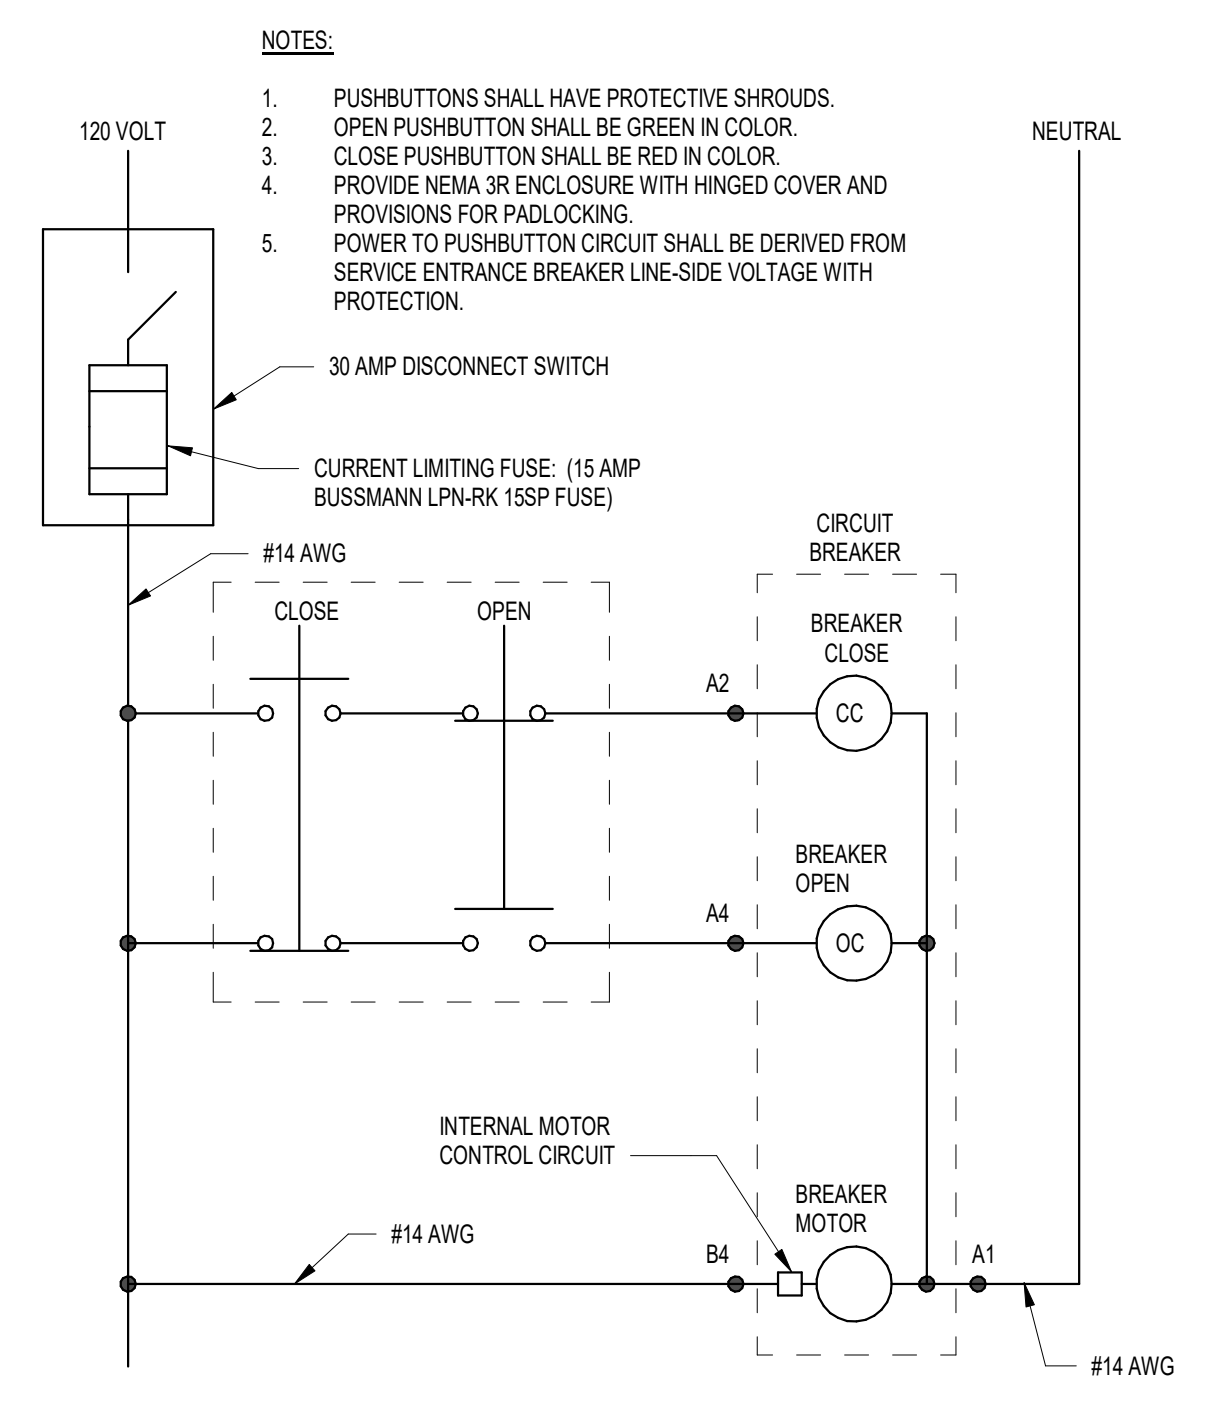 NOTES:
1. PUSHBUTTONS SHALL HAVE PROTECTIVE SHROUDS.
2. OPEN PUSHBUTTON SHALL BE GREEN IN COLOR.
3. CLOSE PUSHBUTTON SHALL BE RED IN COLOR.
4. PROVIDE NEMA 3R ENCLOSURE WITH HINGED COVER AND
PROVISIONS FOR PADLOCKING.
5. POWER TO PUSHBUTTON CIRCUIT SHALL BE DERIVED FROM
SERVICE ENTRANCE BREAKER LINE-SIDE VOLTAGE WITH
PROTECTION.
120 VOLT
NEUTRAL
30 AMP DISCONNECT SWITCH
CURRENT LIMITING FUSE: (15 AMP
BUSSMANN LPN-RK 15SP FUSE)
#14 AWG
CIRCUIT
BREAKER
CLOSE
OPEN
BREAKER
CLOSE
A2
CC
BREAKER
OPEN
A4
OC
INTERNAL MOTOR
CONTROL CIRCUIT
BREAKER
MOTOR
#14 AWG
B4
A1
#14 AWG